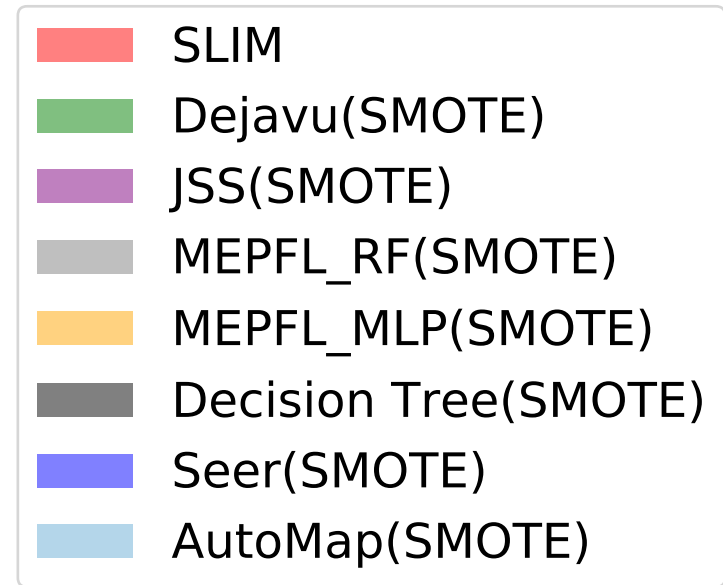 SLIM
Dejavu(SMOTE)
JSS(SMOTE)
MEPFL_RF(SMOTE)
MEPFL_MLP(SMOTE)
Decision Tree(SMOTE)
Seer(SMOTE)
AutoMap(SMOTE)